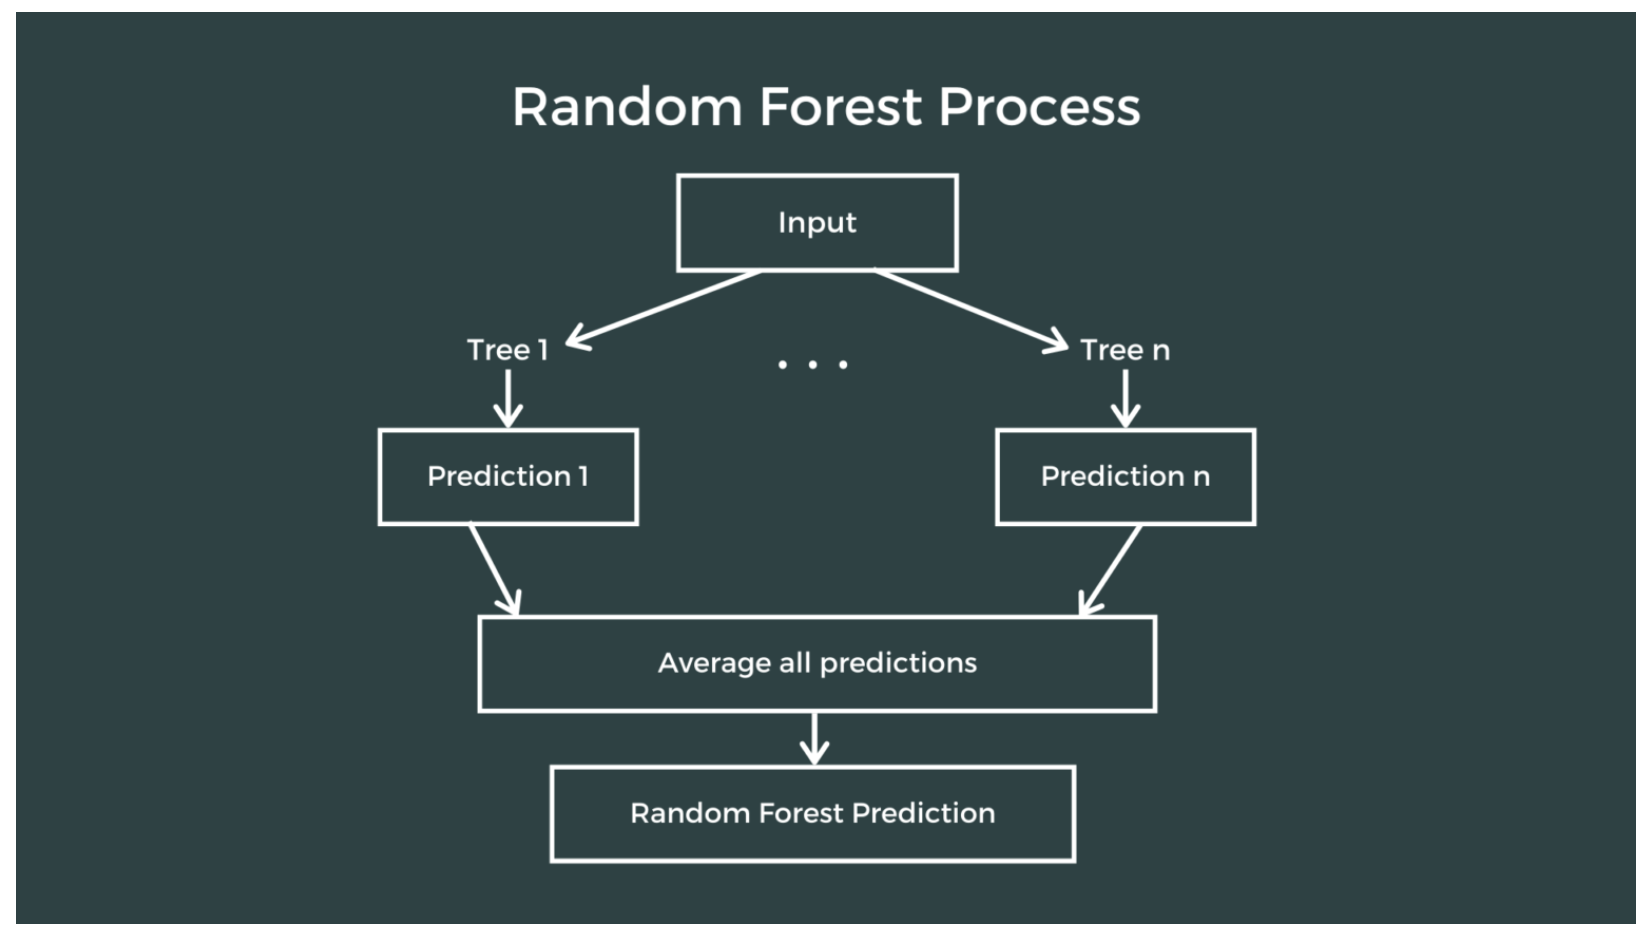 Random Forest Process
Input
Tree 1
. . .
Tree n
Prediction 1
Prediction n
Average all predictions
Random Forest Prediction